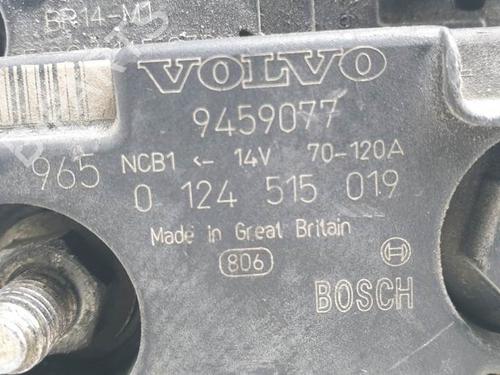 BR14-M1
VOLVO
9459077
965 NCB1 <- 14V 70-120A
0 124 515 019
Made in Great Britain
806
BOSCH